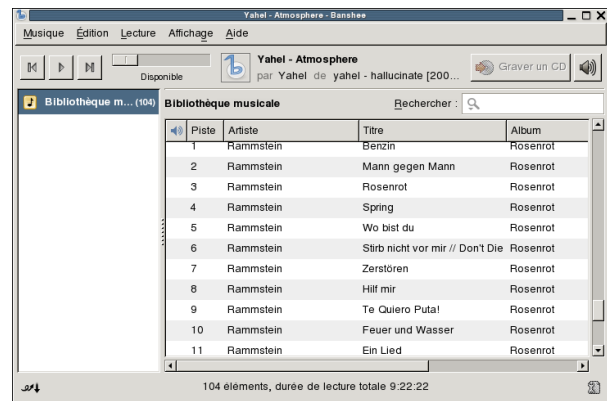 Yahel - Atmosphere - Banshee
Musique Édition Lecture Affichage Aide
Disponible
Yahel - Atmosphere
par Yahel de yahel - hallucinate [200...
Graver un CD
Bibliothèque m... (104)
Bibliothèque musicale
Rechercher :
Piste Artiste Titre Album
1 Rammstein Benzin Rosenrot
2 Rammstein Mann gegen Mann Rosenrot
3 Rammstein Rosenrot Rosenrot
4 Rammstein Spring Rosenrot
5 Rammstein Wo bist du Rosenrot
6 Rammstein Stirb nicht vor mir // Don't Die Rosenrot
7 Rammstein Zerstören Rosenrot
8 Rammstein Hilf mir Rosenrot
9 Rammstein Te Quiero Puta! Rosenrot
10 Rammstein Feuer und Wasser Rosenrot
11 Rammstein Ein Lied Rosenrot
104 éléments, durée de lecture totale 9:22:22